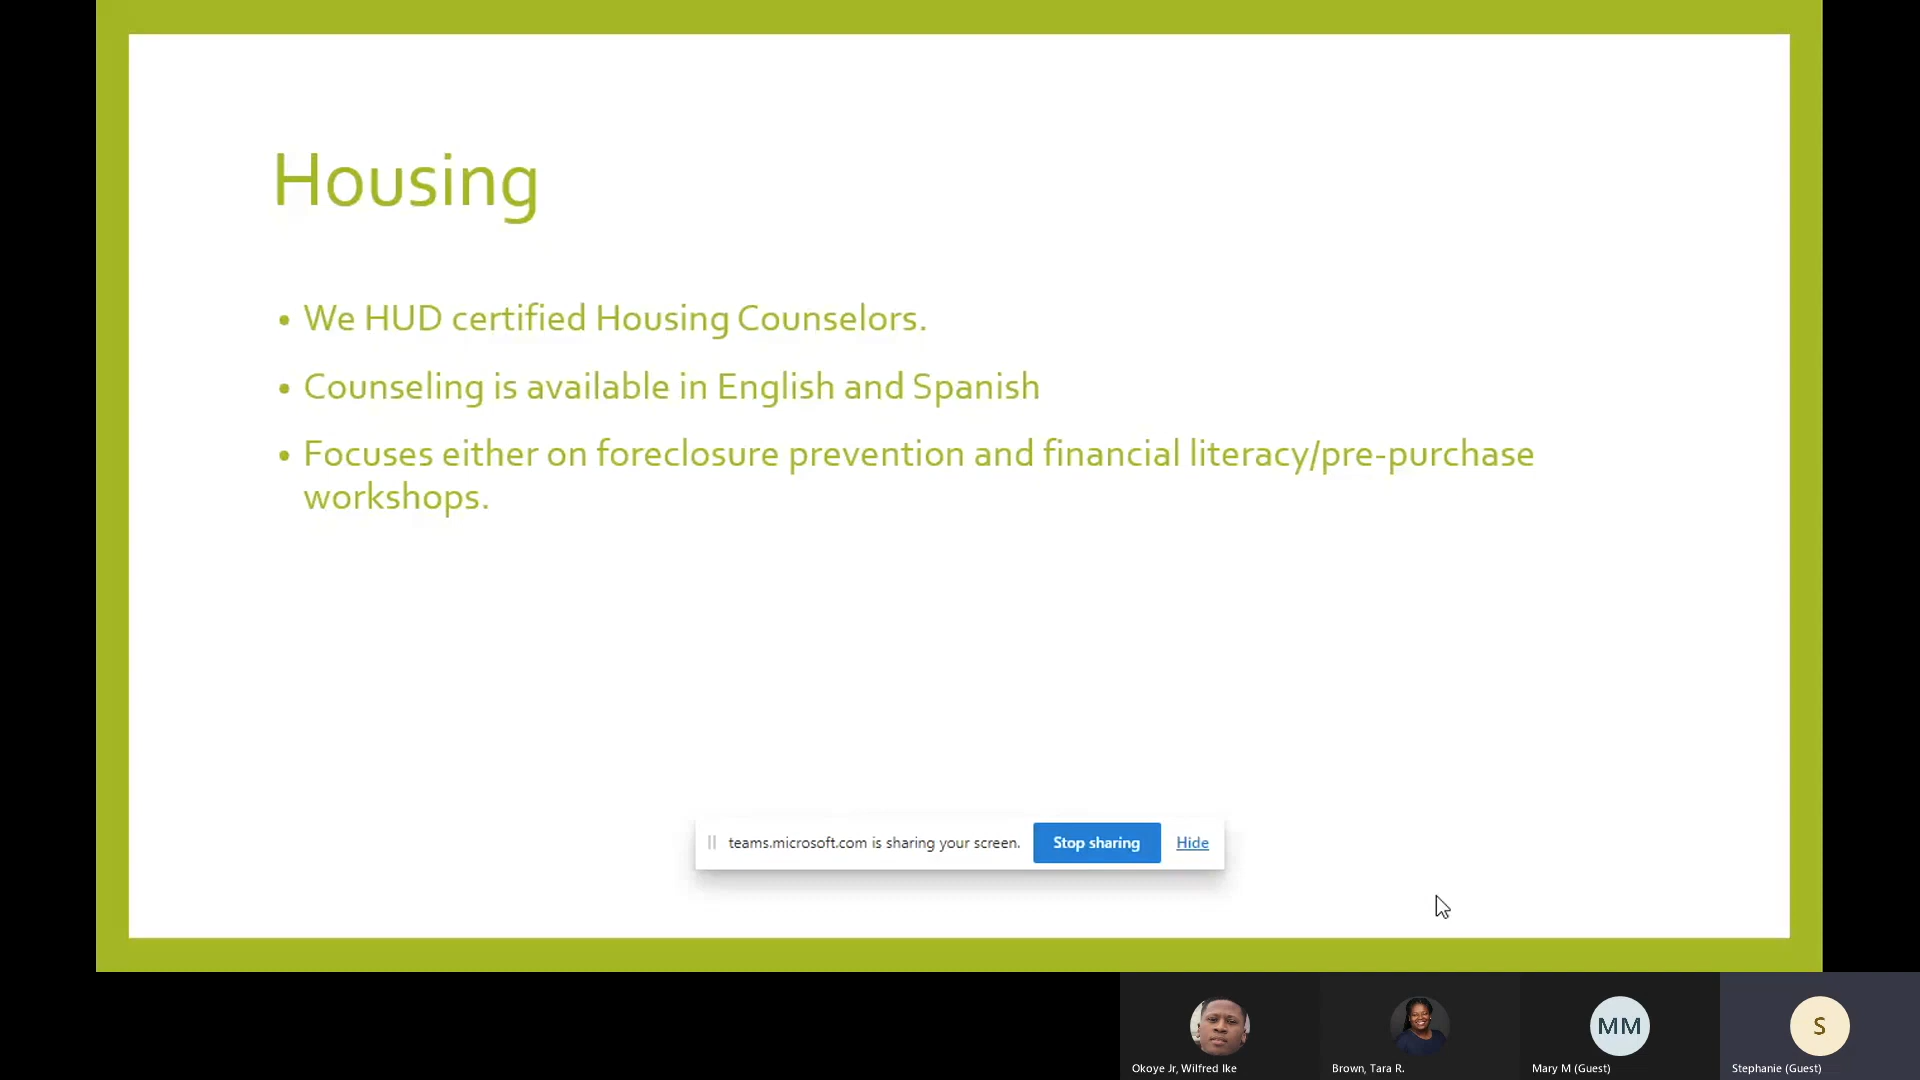 Housing
• We HUD certified Housing Counselors.
• Counseling is available in English and Spanish
• Focuses either on foreclosure prevention and financial literacy/pre-purchase
workshops.
teams.microsoft.com is sharing your screen.
Stop sharing
Hide
MM
S
Okoye Jr, Wilfred Ike
Brown, Tara R.
Mary M (Guest)
Stephanie (Guest)